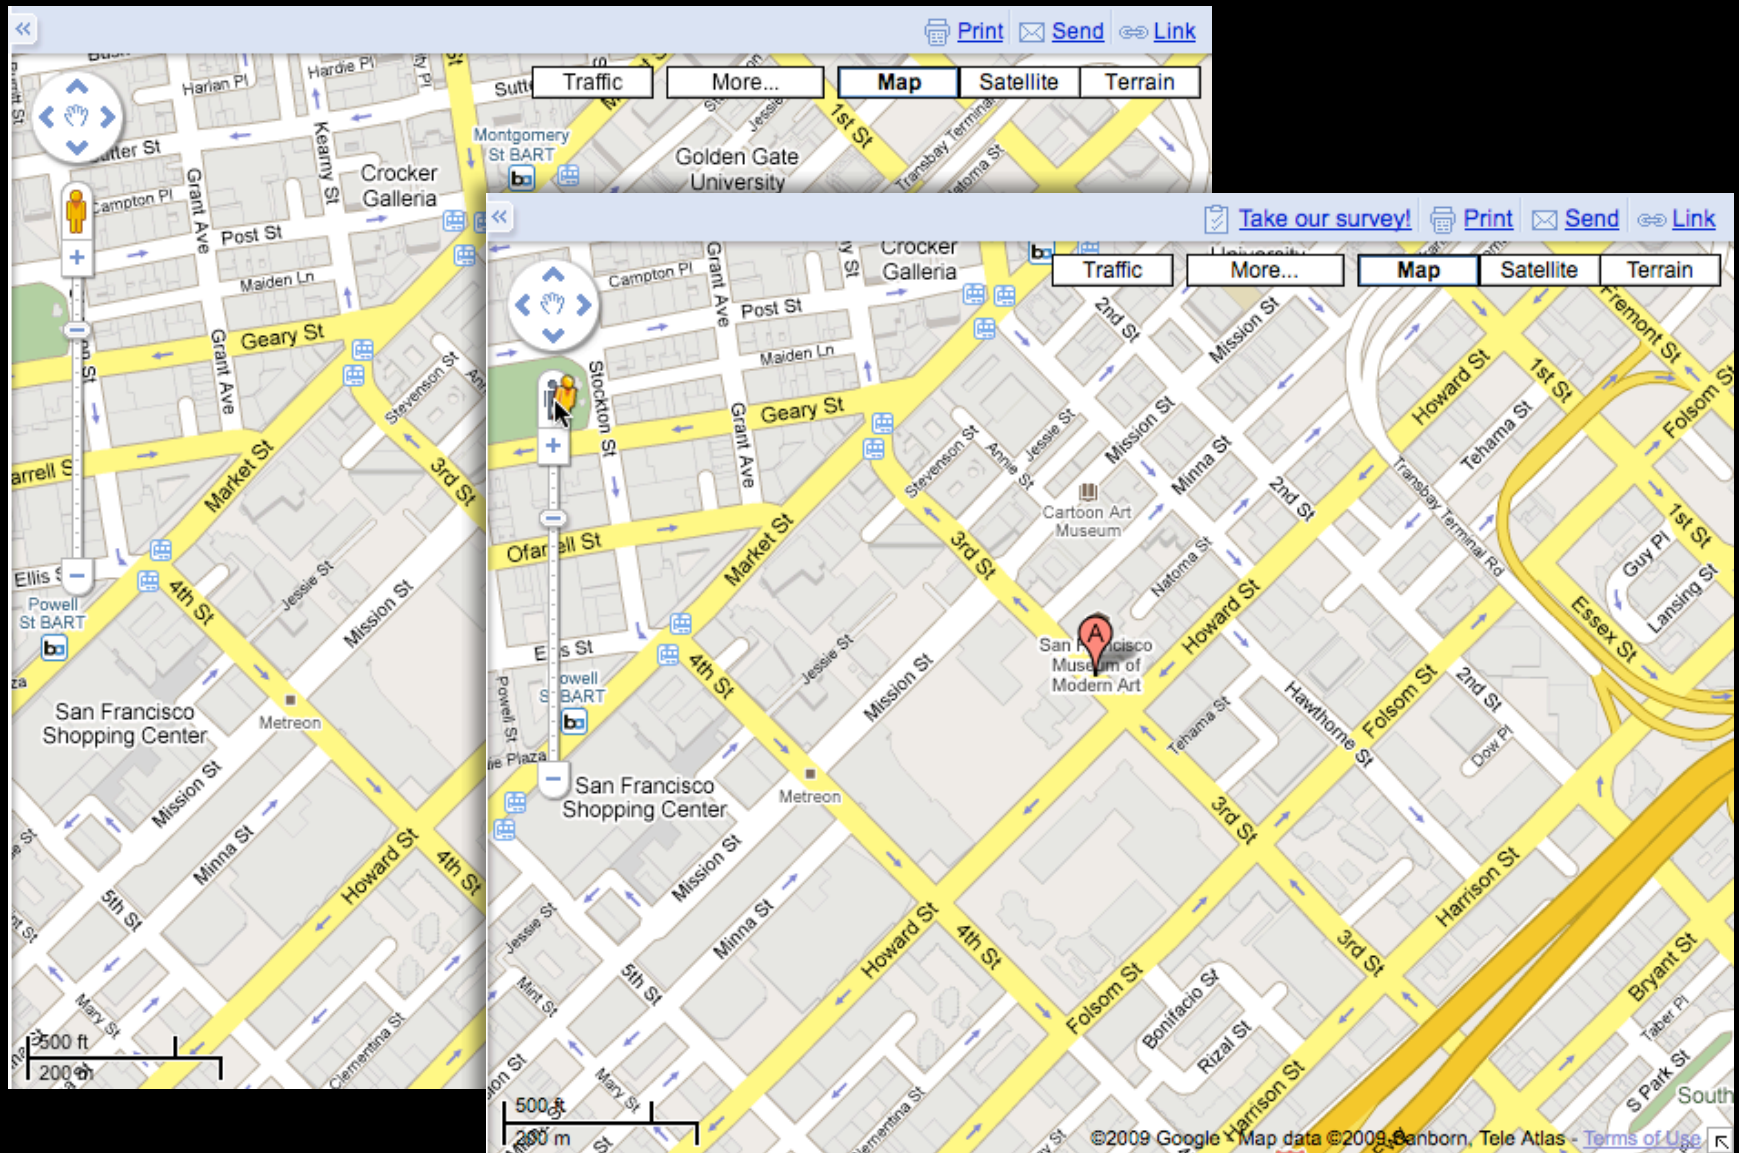 Print
Send
Link
Traffic
More...
Map
Satellite
Terrain
Harlan Pl
Hardie Pl
Montgomery
St BART
1st St
Golden Gate
University
Crocker
Galleria
Kearny St
Grant Ave
Campton Pl
Post St
Maiden Ln
Geary St
Grant Ave
Stevenson St
Market St
3rd St
Powell
St BART
4th St
Jessie St
Mission St
San Francisco
Shopping Center
Metreon
Mission St
Minna St
Howard St
4th St
5th St
Mary St
Clementina St
500 ft
200 m
Take our survey!
Print
Send
Link
Traffic
More...
Map
Satellite
Terrain
Crocker
Galleria
Campton Pl
Grant Ave
Post St
Maiden Ln
Stockton St
Geary St
Grant Ave
2nd St
Mission St
Fremont St
Howard St
1st St
Folsom St
Tehama St
Stevenson St
Annie St
Jessie St
Mission St
Minna St
2nd St
Transbay Terminal Rd
Cartoon Art
Museum
Ofarrell St
Market St
3rd St
Natoma St
Howard St
1st St
Guy Pl
Lansing St
Essex St
A
San Francisco
Museum of
Modern Art
Ellis St
Powell St
4th St
Jessie St
Mission St
Tehama St
Hawthorne St
Folsom St
2nd St
Dow Pl
San Francisco
Shopping Center
Metreon
3rd St
Mission St
Minna St
Howard St
4th St
Harrison St
3rd St
Bryant St
Jessie St
Mint St
5th St
Folsom St
Bonifacio St
Rizal St
Taber Pl
S Park St
South
Mary St
Harrison St
500 ft
200 m
©2009 Google - Map data ©2009 Sanborn, Tele Atlas - Terms of Use